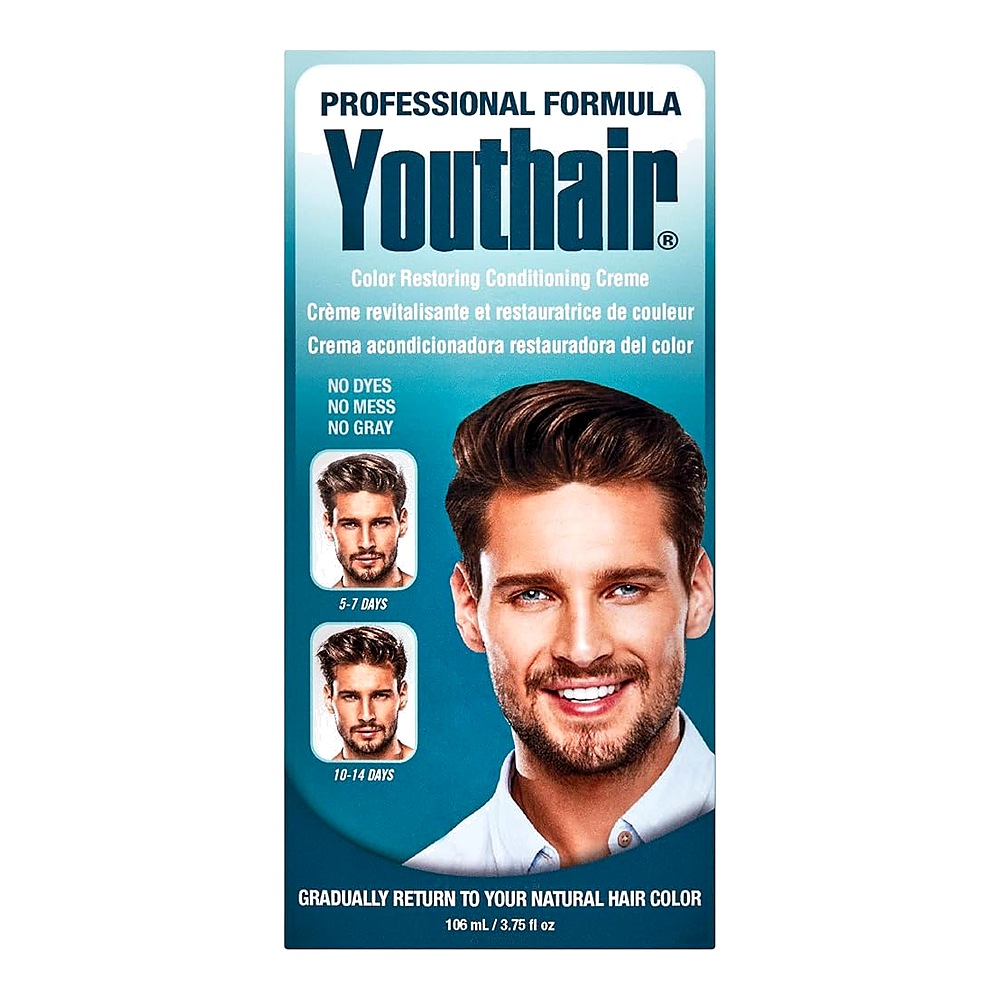 PROFESSIONAL FORMULA
Youthair®
Color Restoring Conditioning Creme
Crème revitalisante et restauratrice de couleur
Crema acondicionadora restauradora del color
NO DYES
NO MESS
NO GRAY
5-7 DAYS
10-14 DAYS
GRADUALLY RETURN TO YOUR NATURAL HAIR COLOR
106 mL / 3.75 fl oz